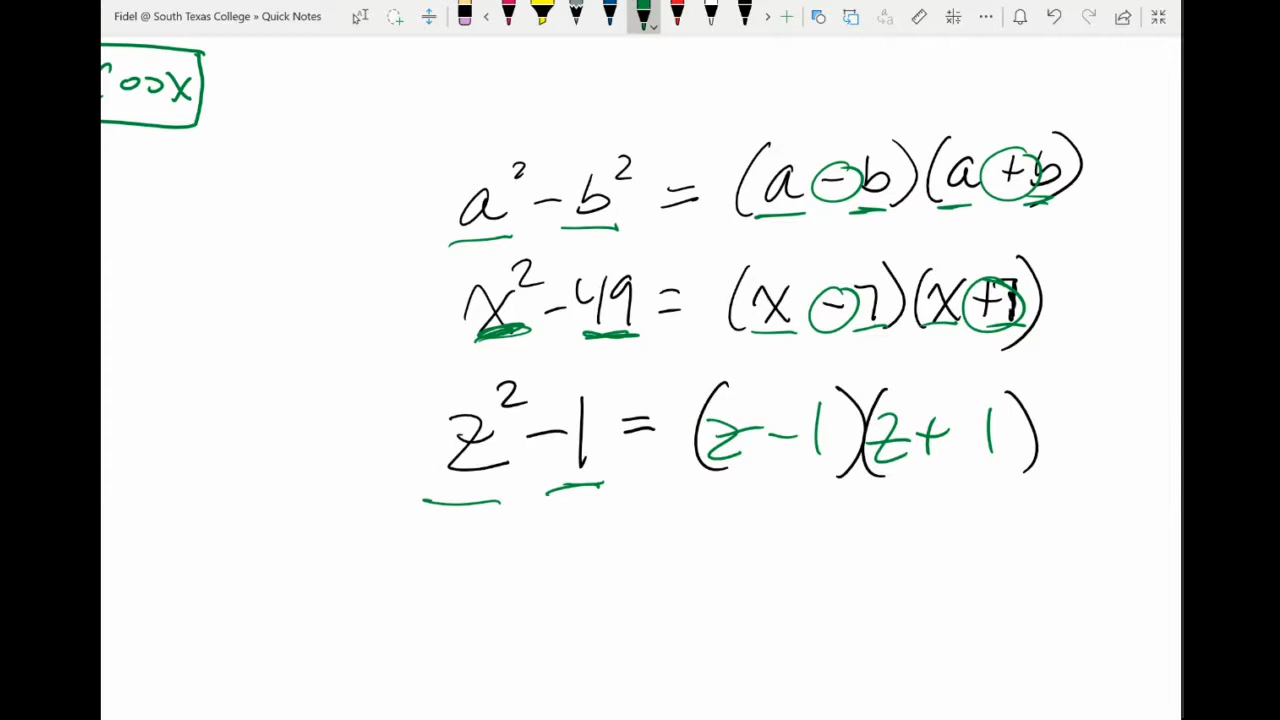 Fidel @ South Texas College » Quick Notes
a² - b² = (a - b)(a + b)
x² - 49 = (x - 7)(x + 7)
z² - 1 = (z - 1)(z + 1)